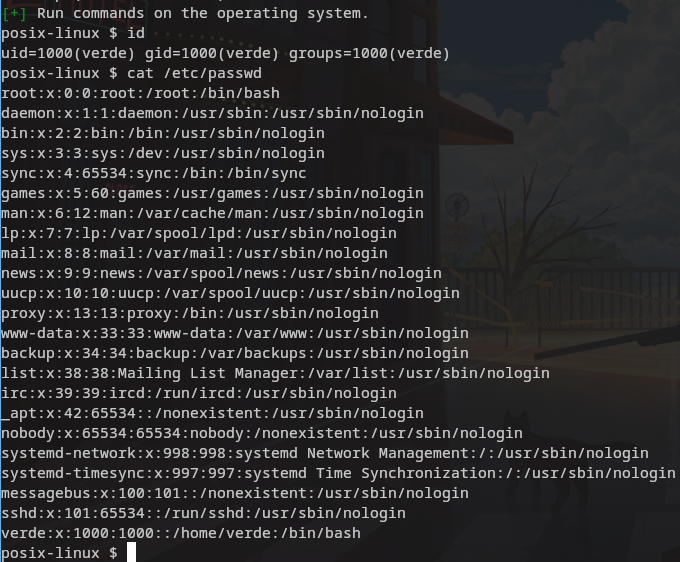 [+] Run commands on the operating system.
posix-linux $ id
uid=1000(verde) gid=1000(verde) groups=1000(verde)
posix-linux $ cat /etc/passwd
root:x:0:0:root:/root:/bin/bash
daemon:x:1:1:daemon:/usr/sbin:/usr/sbin/nologin
bin:x:2:2:bin:/bin:/usr/sbin/nologin
sys:x:3:3:sys:/dev:/usr/sbin/nologin
sync:x:4:65534:sync:/bin:/bin/sync
games:x:5:60:games:/usr/games:/usr/sbin/nologin
man:x:6:12:man:/var/cache/man:/usr/sbin/nologin
lp:x:7:7:lp:/var/spool/lpd:/usr/sbin/nologin
mail:x:8:8:mail:/var/mail:/usr/sbin/nologin
news:x:9:9:news:/var/spool/news:/usr/sbin/nologin
uucp:x:10:10:uucp:/var/spool/uucp:/usr/sbin/nologin
proxy:x:13:13:proxy:/bin:/usr/sbin/nologin
www-data:x:33:33:www-data:/var/www:/usr/sbin/nologin
backup:x:34:34:backup:/var/backups:/usr/sbin/nologin
list:x:38:38:Mailing List Manager:/var/list:/usr/sbin/nologin
irc:x:39:39:ircd:/run/ircd:/usr/sbin/nologin
_apt:x:42:65534::/nonexistent:/usr/sbin/nologin
nobody:x:65534:65534:nobody:/nonexistent:/usr/sbin/nologin
systemd-network:x:998:998:systemd Network Management:/:/usr/sbin/nologin
systemd-timesync:x:997:997:systemd Time Synchronization:/:/usr/sbin/nologin
messagebus:x:100:101::/nonexistent:/usr/sbin/nologin
sshd:x:101:65534::/run/sshd:/usr/sbin/nologin
verde:x:1000:1000::/home/verde:/bin/bash
posix-linux $